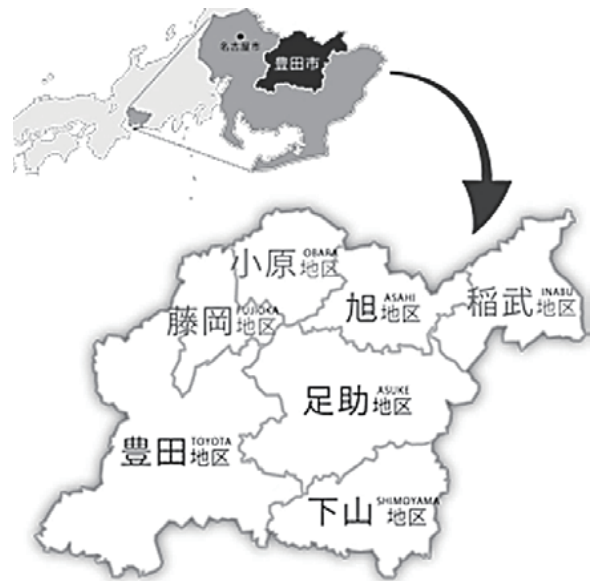 名古屋市
豊田市
小原 OBARA 地区
旭 ASAHI 地区
稲武 INABU 地区
藤岡 FUJIOKA 地区
足助 ASUKE 地区
豊田 TOYOTA 地区
下山 SHIMOYAMA 地区